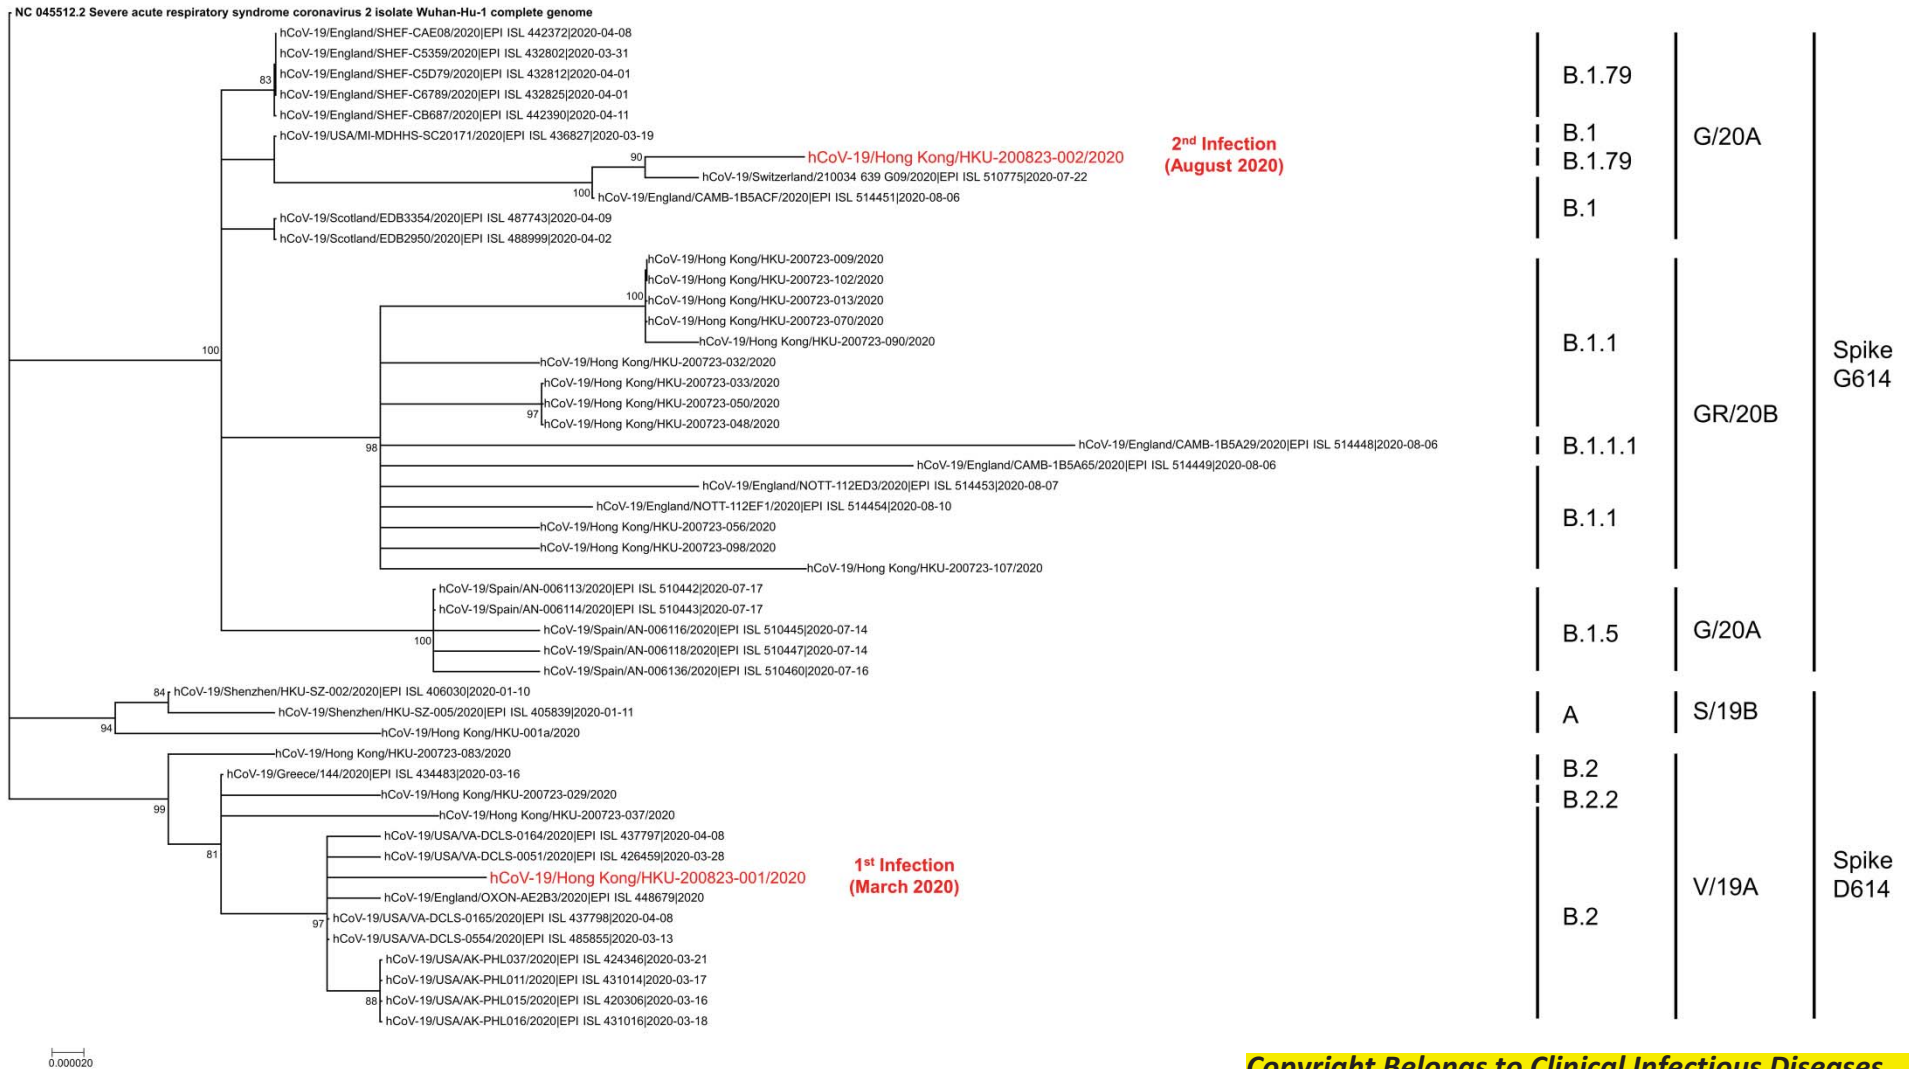 NC 045512.2 Severe acute respiratory syndrome coronavirus 2 isolate Wuhan-Hu-1 complete genome
hCoV-19/England/SHEF-CAE08/2020|EPI ISL 442372|2020-04-08
hCoV-19/England/SHEF-C5359/2020|EPI ISL 432802|2020-03-31
hCoV-19/England/SHEF-C5D79/2020|EPI ISL 432812|2020-04-01
83
hCoV-19/England/SHEF-C6789/2020|EPI ISL 432825|2020-04-01
hCoV-19/England/SHEF-CB687/2020|EPI ISL 442390|2020-04-11
hCoV-19/USA/MI-MDHHS-SC20171/2020|EPI ISL 436827|2020-03-19
90
hCoV-19/Hong Kong/HKU-200823-002/2020
2nd Infection
(August 2020)
hCoV-19/Switzerland/210034 639 G09/2020|EPI ISL 510775|2020-07-22
100
hCoV-19/England/CAMB-1B5ACF/2020|EPI ISL 514451|2020-08-06
hCoV-19/Scotland/EDB3354/2020|EPI ISL 487743|2020-04-09
hCoV-19/Scotland/EDB2950/2020|EPI ISL 488999|2020-04-02
hCoV-19/Hong Kong/HKU-200723-009/2020
hCoV-19/Hong Kong/HKU-200723-102/2020
100
hCoV-19/Hong Kong/HKU-200723-013/2020
hCoV-19/Hong Kong/HKU-200723-070/2020
hCoV-19/Hong Kong/HKU-200723-090/2020
100
hCoV-19/Hong Kong/HKU-200723-032/2020
hCoV-19/Hong Kong/HKU-200723-033/2020
hCoV-19/Hong Kong/HKU-200723-050/2020
97
hCoV-19/Hong Kong/HKU-200723-048/2020
98
hCoV-19/England/CAMB-1B5A29/2020|EPI ISL 514448|2020-08-06
hCoV-19/England/CAMB-1B5A65/2020|EPI ISL 514449|2020-08-06
hCoV-19/England/NOTT-112ED3/2020|EPI ISL 514453|2020-08-07
hCoV-19/England/NOTT-112EF1/2020|EPI ISL 514454|2020-08-10
hCoV-19/Hong Kong/HKU-200723-056/2020
hCoV-19/Hong Kong/HKU-200723-098/2020
hCoV-19/Hong Kong/HKU-200723-107/2020
hCoV-19/Spain/AN-006113/2020|EPI ISL 510442|2020-07-17
hCoV-19/Spain/AN-006114/2020|EPI ISL 510443|2020-07-17
hCoV-19/Spain/AN-006116/2020|EPI ISL 510445|2020-07-14
100
hCoV-19/Spain/AN-006118/2020|EPI ISL 510447|2020-07-14
hCoV-19/Spain/AN-006136/2020|EPI ISL 510460|2020-07-16
84
hCoV-19/Shenzhen/HKU-SZ-002/2020|EPI ISL 406030|2020-01-10
hCoV-19/Shenzhen/HKU-SZ-005/2020|EPI ISL 405839|2020-01-11
94
hCoV-19/Hong Kong/HKU-001a/2020
hCoV-19/Hong Kong/HKU-200723-083/2020
hCoV-19/Greece/144/2020|EPI ISL 434483|2020-03-16
hCoV-19/Hong Kong/HKU-200723-029/2020
99
hCoV-19/Hong Kong/HKU-200723-037/2020
hCoV-19/USA/VA-DCLS-0164/2020|EPI ISL 437797|2020-04-08
81
hCoV-19/USA/VA-DCLS-0051/2020|EPI ISL 426459|2020-03-28
hCoV-19/Hong Kong/HKU-200823-001/2020
1st Infection
(March 2020)
hCoV-19/England/OXON-AE2B3/2020|EPI ISL 448679|2020
97
hCoV-19/USA/VA-DCLS-0165/2020|EPI ISL 437798|2020-04-08
hCoV-19/USA/VA-DCLS-0554/2020|EPI ISL 485855|2020-03-13
hCoV-19/USA/AK-PHL037/2020|EPI ISL 424346|2020-03-21
hCoV-19/USA/AK-PHL011/2020|EPI ISL 431014|2020-03-17
88
hCoV-19/USA/AK-PHL015/2020|EPI ISL 420306|2020-03-16
hCoV-19/USA/AK-PHL016/2020|EPI ISL 431016|2020-03-18
0.000020
B.1.79
B.1
B.1.79
B.1
B.1.1
B.1.1.1
B.1.1
B.1.5
A
B.2
B.2.2
B.2
G/20A
GR/20B
G/20A
S/19B
V/19A
Spike
G614
Spike
D614
Copyright Belongs to Clinical Infectious Diseases